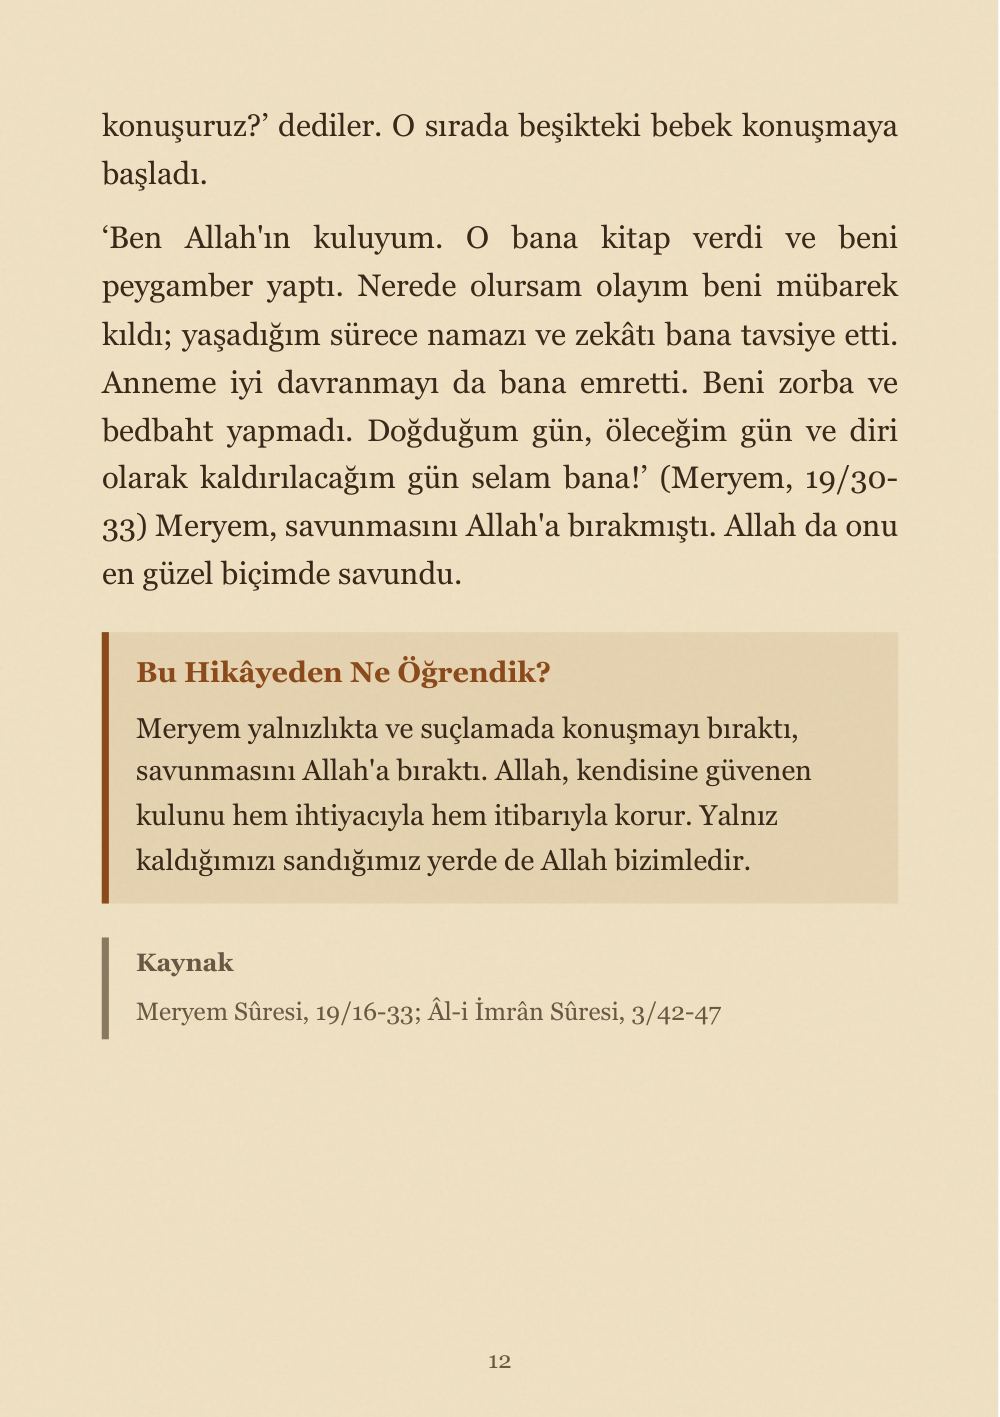 konuşuruz?’ dediler. O sırada beşikteki bebek konuşmaya
başladı.
‘Ben Allah'ın kuluyum. O bana kitap verdi ve beni
peygamber yaptı. Nerede olursam olayım beni mübarek
kıldı; yaşadığım sürece namazı ve zekâtı bana tavsiye etti.
Anneme iyi davranmayı da bana emretti. Beni zorba ve
bedbaht yapmadı. Doğduğum gün, öleceğim gün ve diri
olarak kaldırılacağım gün selam bana!’ (Meryem, 19/30-
33) Meryem, savunmasını Allah'a bırakmıştı. Allah da onu
en güzel biçimde savundu.
Bu Hikâyeden Ne Öğrendik?
Meryem yalnızlıkta ve suçlamada konuşmayı bıraktı,
savunmasını Allah'a bıraktı. Allah, kendisine güvenen
kulunu hem ihtiyacıyla hem itibarıyla korur. Yalnız
kaldığımızı sandığımız yerde de Allah bizimledir.
Kaynak
Meryem Sûresi, 19/16-33; Âl-i İmrân Sûresi, 3/42-47
12